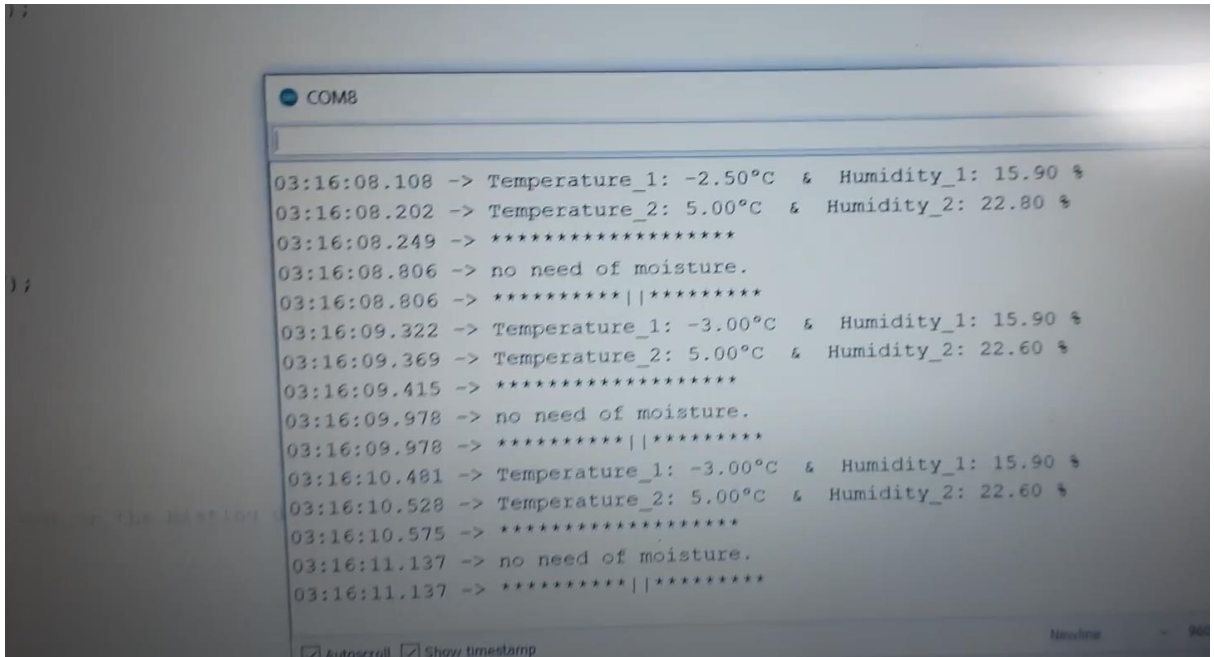 );
COM8
03:16:08.108 -> Temperature_1: -2.50°C & Humidity_1: 15.90 %
03:16:08.202 -> Temperature_2: 5.00°C & Humidity_2: 22.80 %
03:16:08.249 -> *******************
03:16:08.806 -> no need of moisture.
);
03:16:08.806 -> **********||*********
03:16:09.322 -> Temperature_1: -3.00°C & Humidity_1: 15.90 %
03:16:09.369 -> Temperature_2: 5.00°C & Humidity_2: 22.60 %
03:16:09.415 -> *******************
03:16:09.978 -> no need of moisture.
03:16:09.978 -> **********||*********
03:16:10.481 -> Temperature_1: -3.00°C & Humidity_1: 15.90 %
03:16:10.528 -> Temperature_2: 5.00°C & Humidity_2: 22.60 %
the
03:16:10.575 -> *******************
03:16:11.137 -> no need of moisture.
03:16:11.137 -> **********||*********
Autoscroll Show timestamp Newline